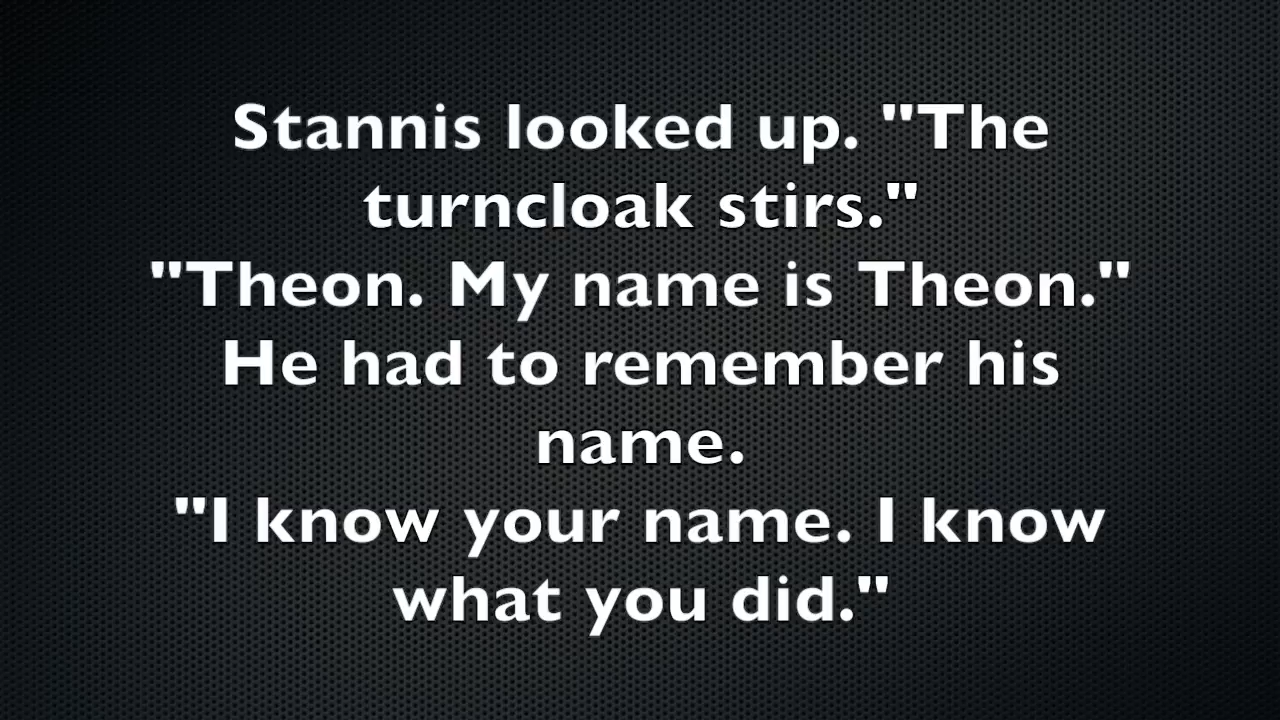 Stannis looked up. "The
turncloak stirs."
"Theon. My name is Theon."
He had to remember his
name.
"I know your name. I know
what you did."